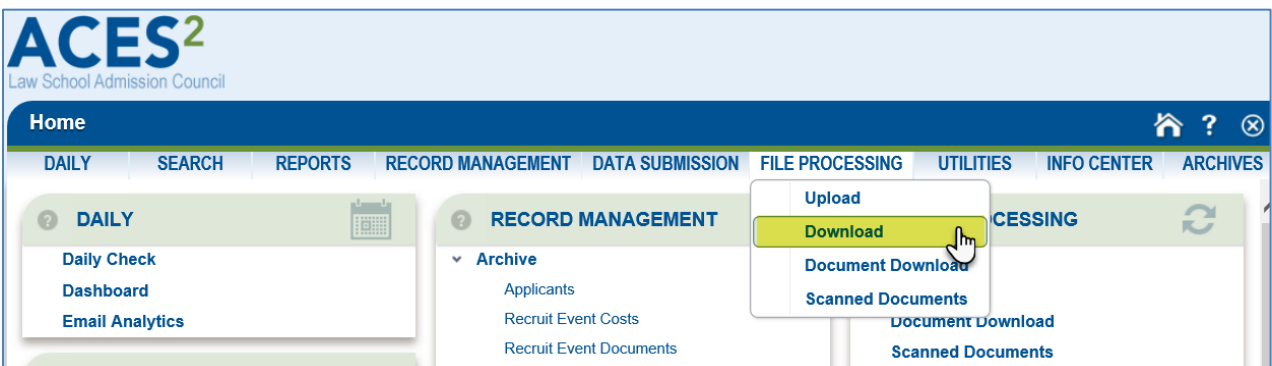 ACES2
Law School Admission Council
Home
?
DAILY SEARCH REPORTS RECORD MANAGEMENT DATA SUBMISSION FILE PROCESSING UTILITIES INFO CENTER ARCHIVES
Upload
Download
Document Download
Scanned Documents
? DAILY
Daily Check
Dashboard
Email Analytics
? RECORD MANAGEMENT
Archive
Applicants
Recruit Event Costs
Recruit Event Documents
CESSING
Document Download
Scanned Documents